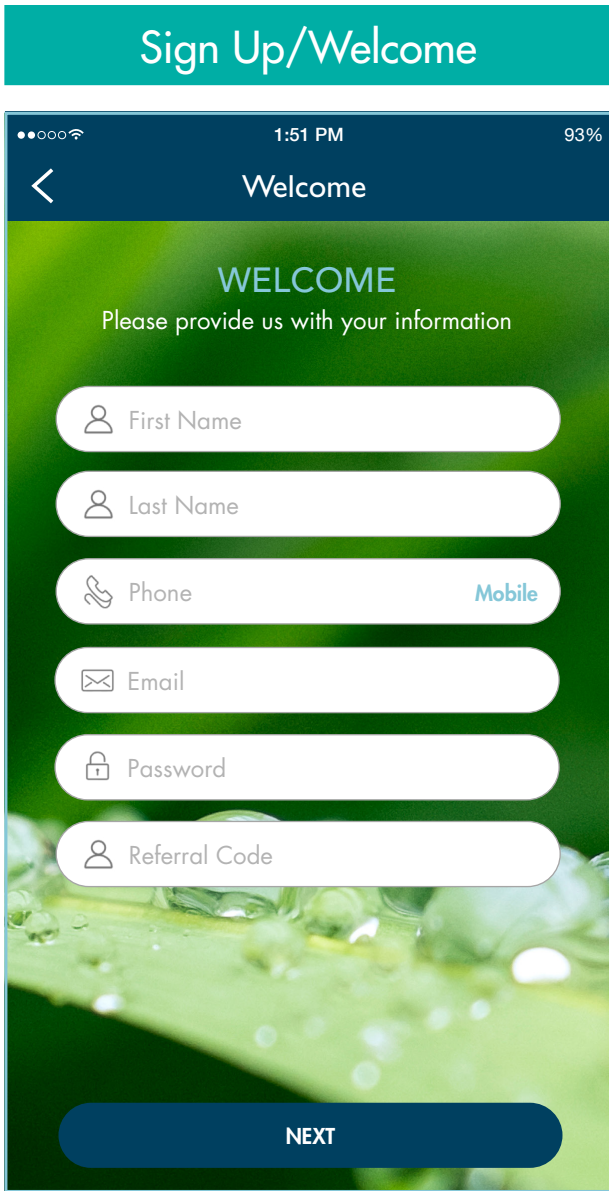 Sign Up/Welcome
1:51 PM 93%
Welcome
WELCOME
Please provide us with your information
First Name
Last Name
Phone Mobile
Email
Password
Referral Code
NEXT